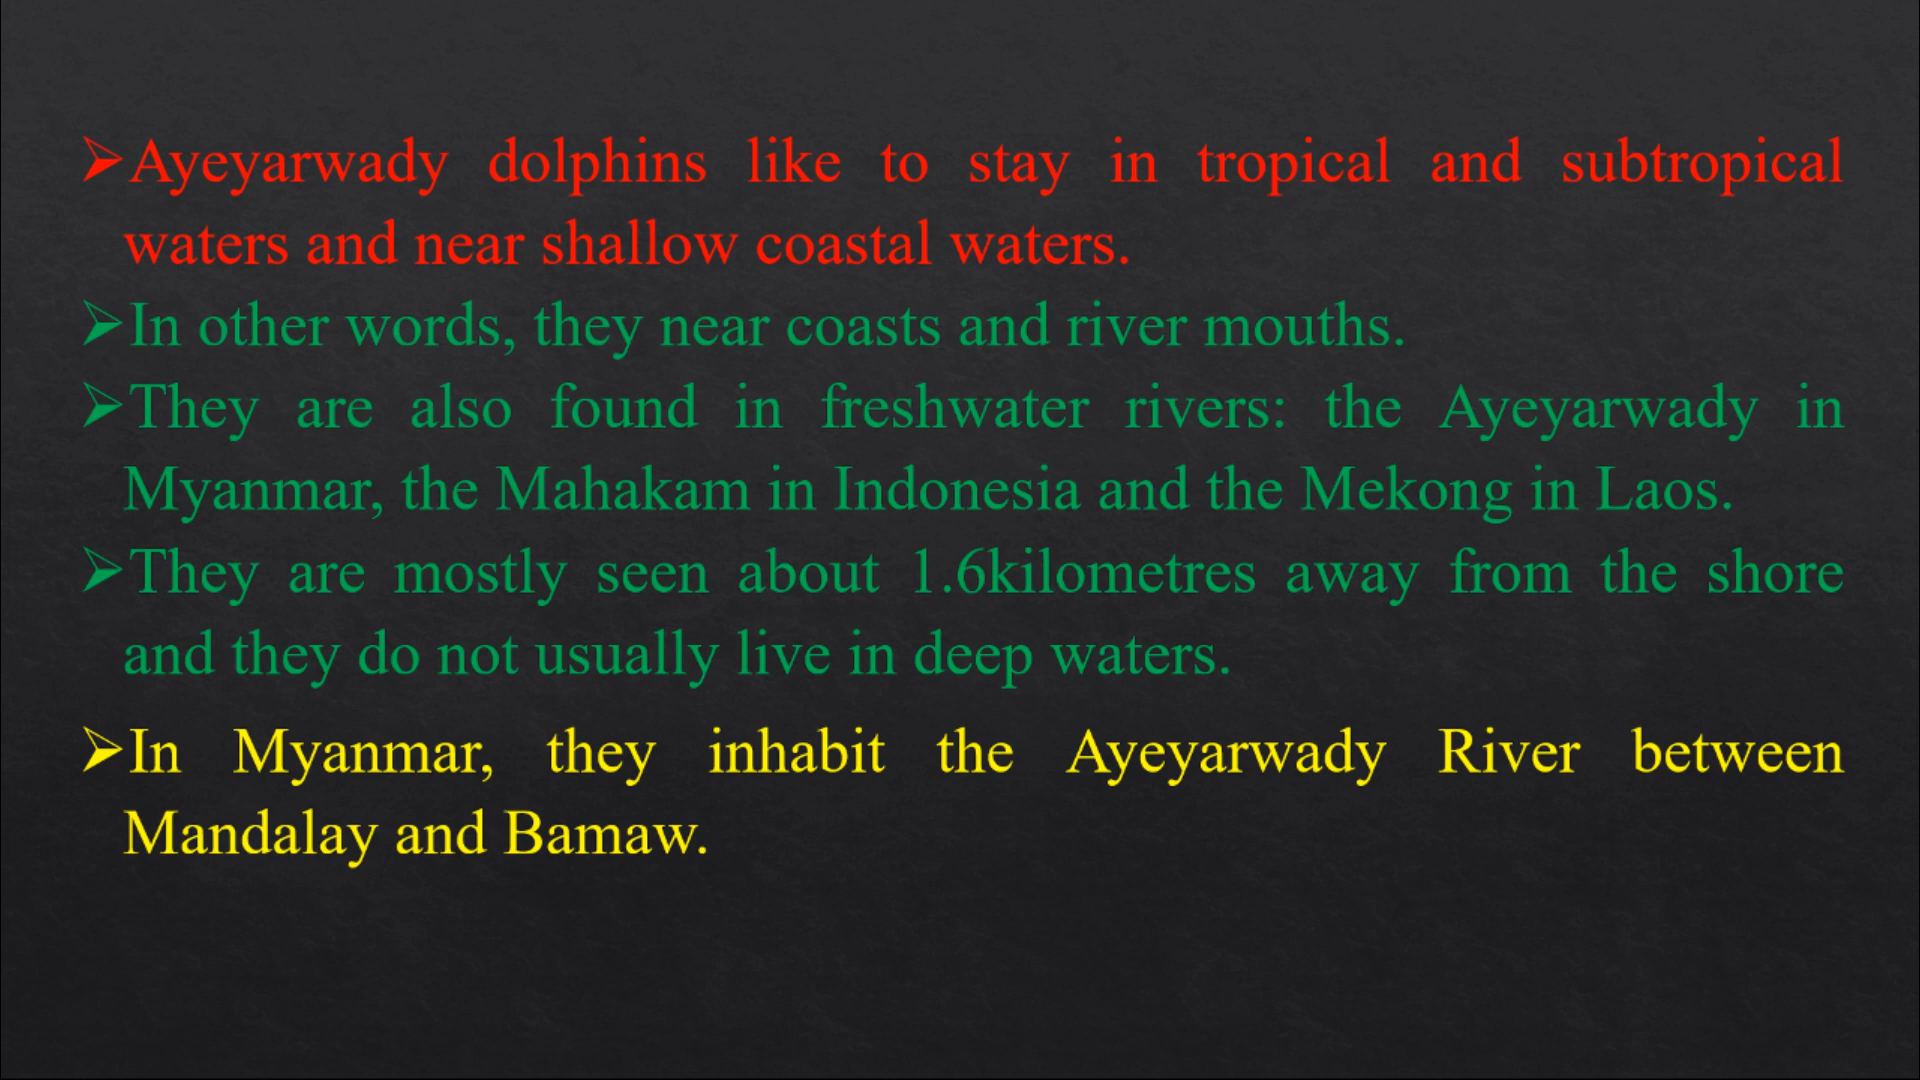 ➢Ayeyarwady dolphins like to stay in tropical and subtropical
waters and near shallow coastal waters.
➢In other words, they near coasts and river mouths.
➢They are also found in freshwater rivers: the Ayeyarwady in
Myanmar, the Mahakam in Indonesia and the Mekong in Laos.
➢They are mostly seen about 1.6kilometres away from the shore
and they do not usually live in deep waters.
➢In Myanmar, they inhabit the Ayeyarwady River between
Mandalay and Bamaw.